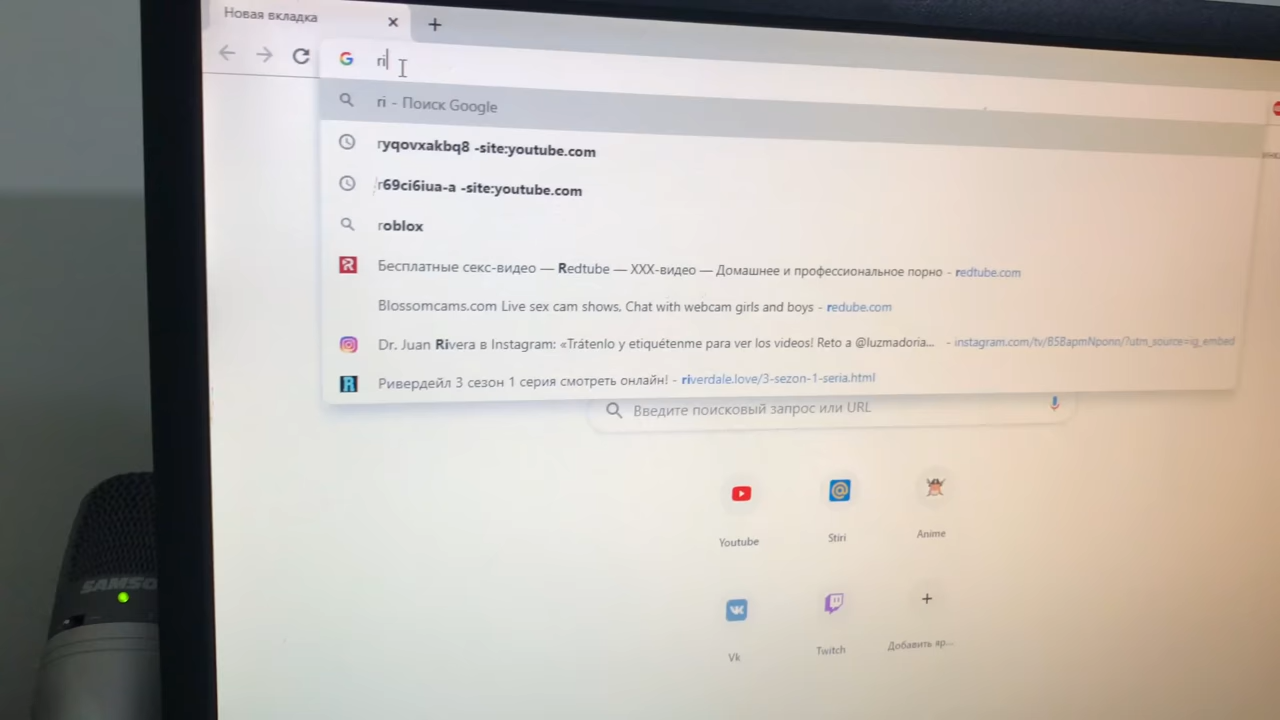 Новая вкладка
ri
ri - Поиск Google
ryqovxakbq8 -site:youtube.com
r69ci6iua-a -site:youtube.com
roblox
Бесплатные секс-видео — Redtube — XXX-видео — Домашнее и профессиональное порно - redtube.com
Blossomcams.com Live sex cam shows, Chat with webcam girls and boys - redube.com
Dr. Juan Rivera в Instagram: «Trátenlo y etiquétenme para ver los videos! Reto a @luzmadoria... - instagram.com/tv/B5BapmNponn/?utm_source=ig_embed
Ривердейл 3 сезон 1 серия смотреть онлайн! - riverdale.love/3-sezon-1-seria.html
Введите поисковый запрос или URL
Youtube Stiri Anime
SAMSO
Vk Twitch Добавить яр...